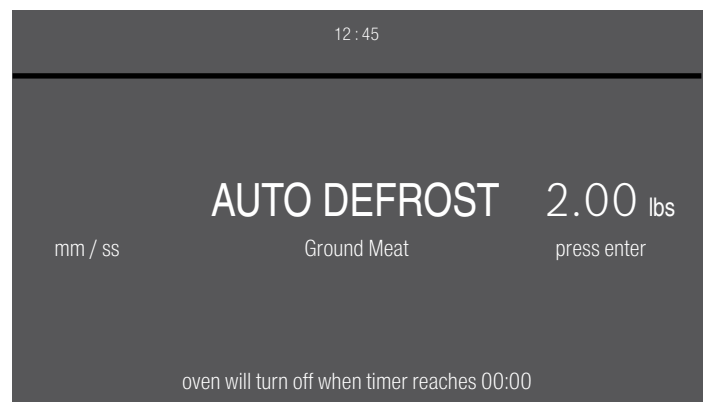 12 : 45
AUTO DEFROST 2.00 lbs
mm / ss Ground Meat press enter
oven will turn off when timer reaches 00:00